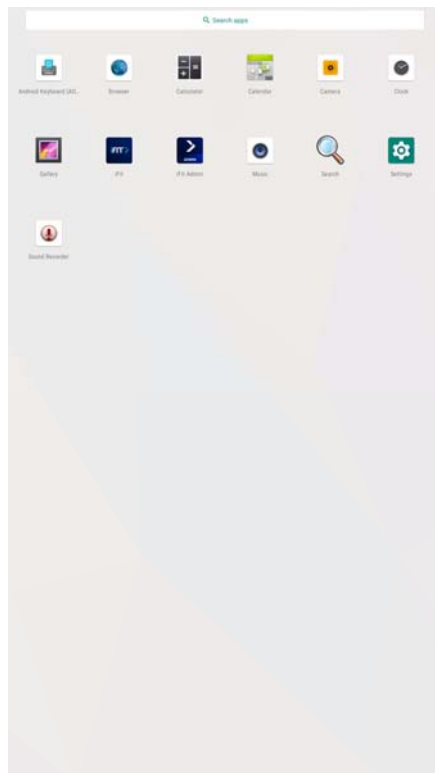 Search apps
Android Keyboard (AO..
Browser
Calculator
Calendar
Camera
Clock
iFIT
Gallery
iFit
iFit Admin
Music
Search
Settings
Sound Recorder